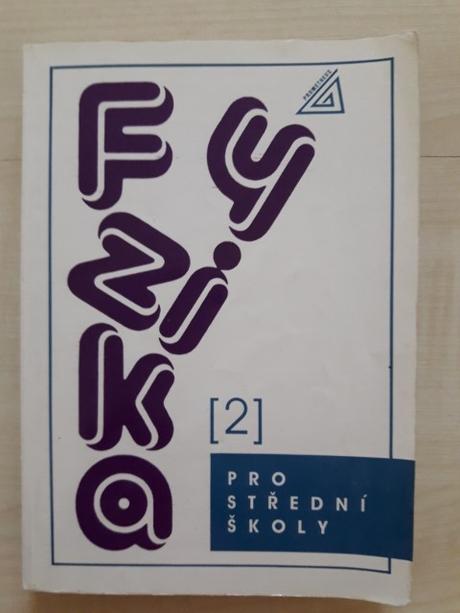 PROMETHEUS
Fyzika
[2]
PRO
STŘEDNÍ
ŠKOLY